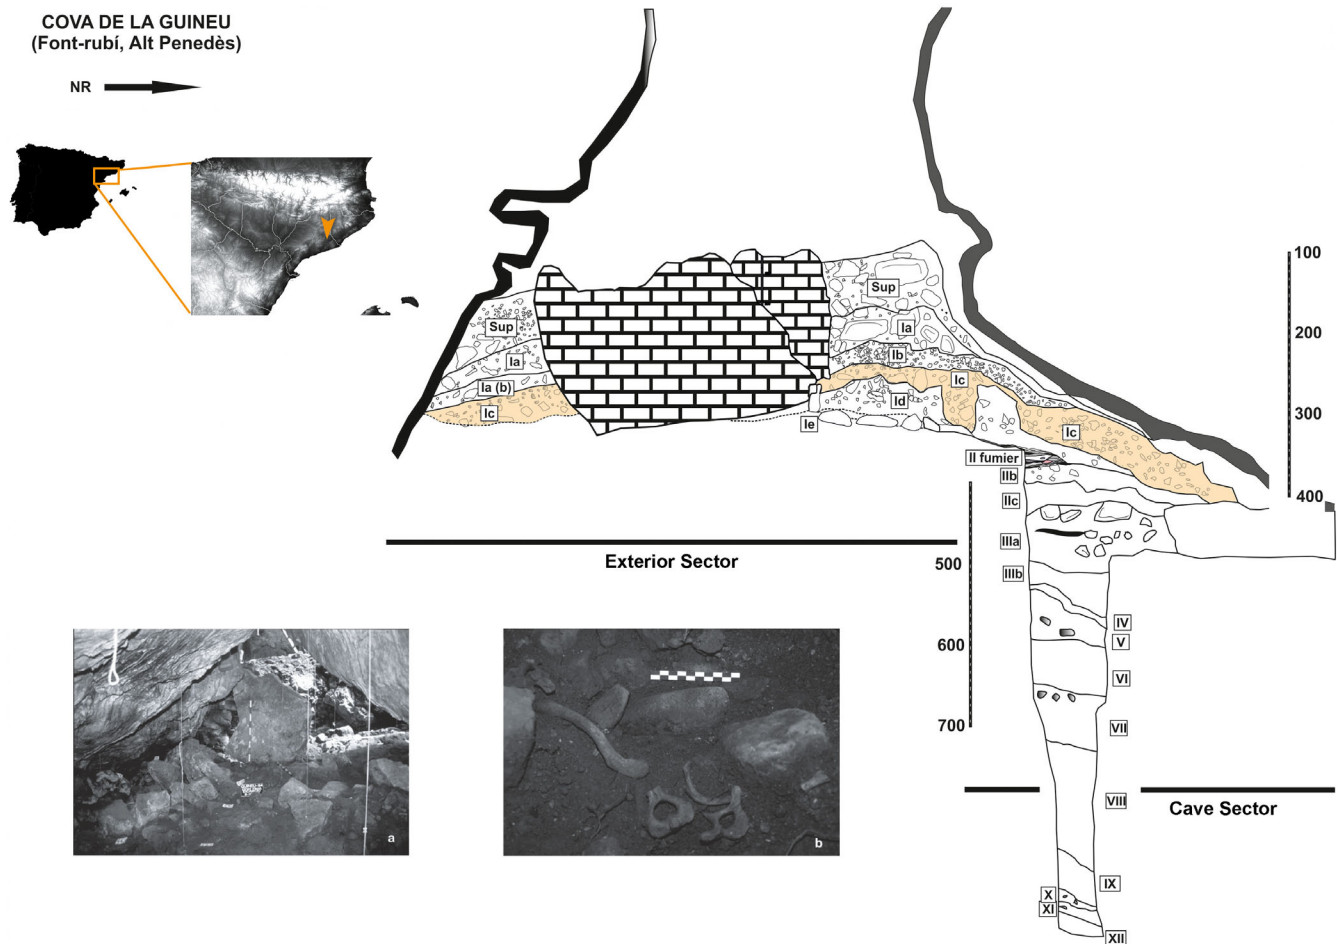 COVA DE LA GUINEU
(Font-rubí, Alt Penedès)
NR
100
200
300
400
Sup
Ia
Ia (b)
Ic
Sup
Ia
Ib
Ic
Id
Ie
Ic
II fumier
IIb
IIc
IIIa
IIIb
Exterior Sector
500
600
700
IV
V
VI
VII
VIII
Cave Sector
IX
X
XI
XII
a
b